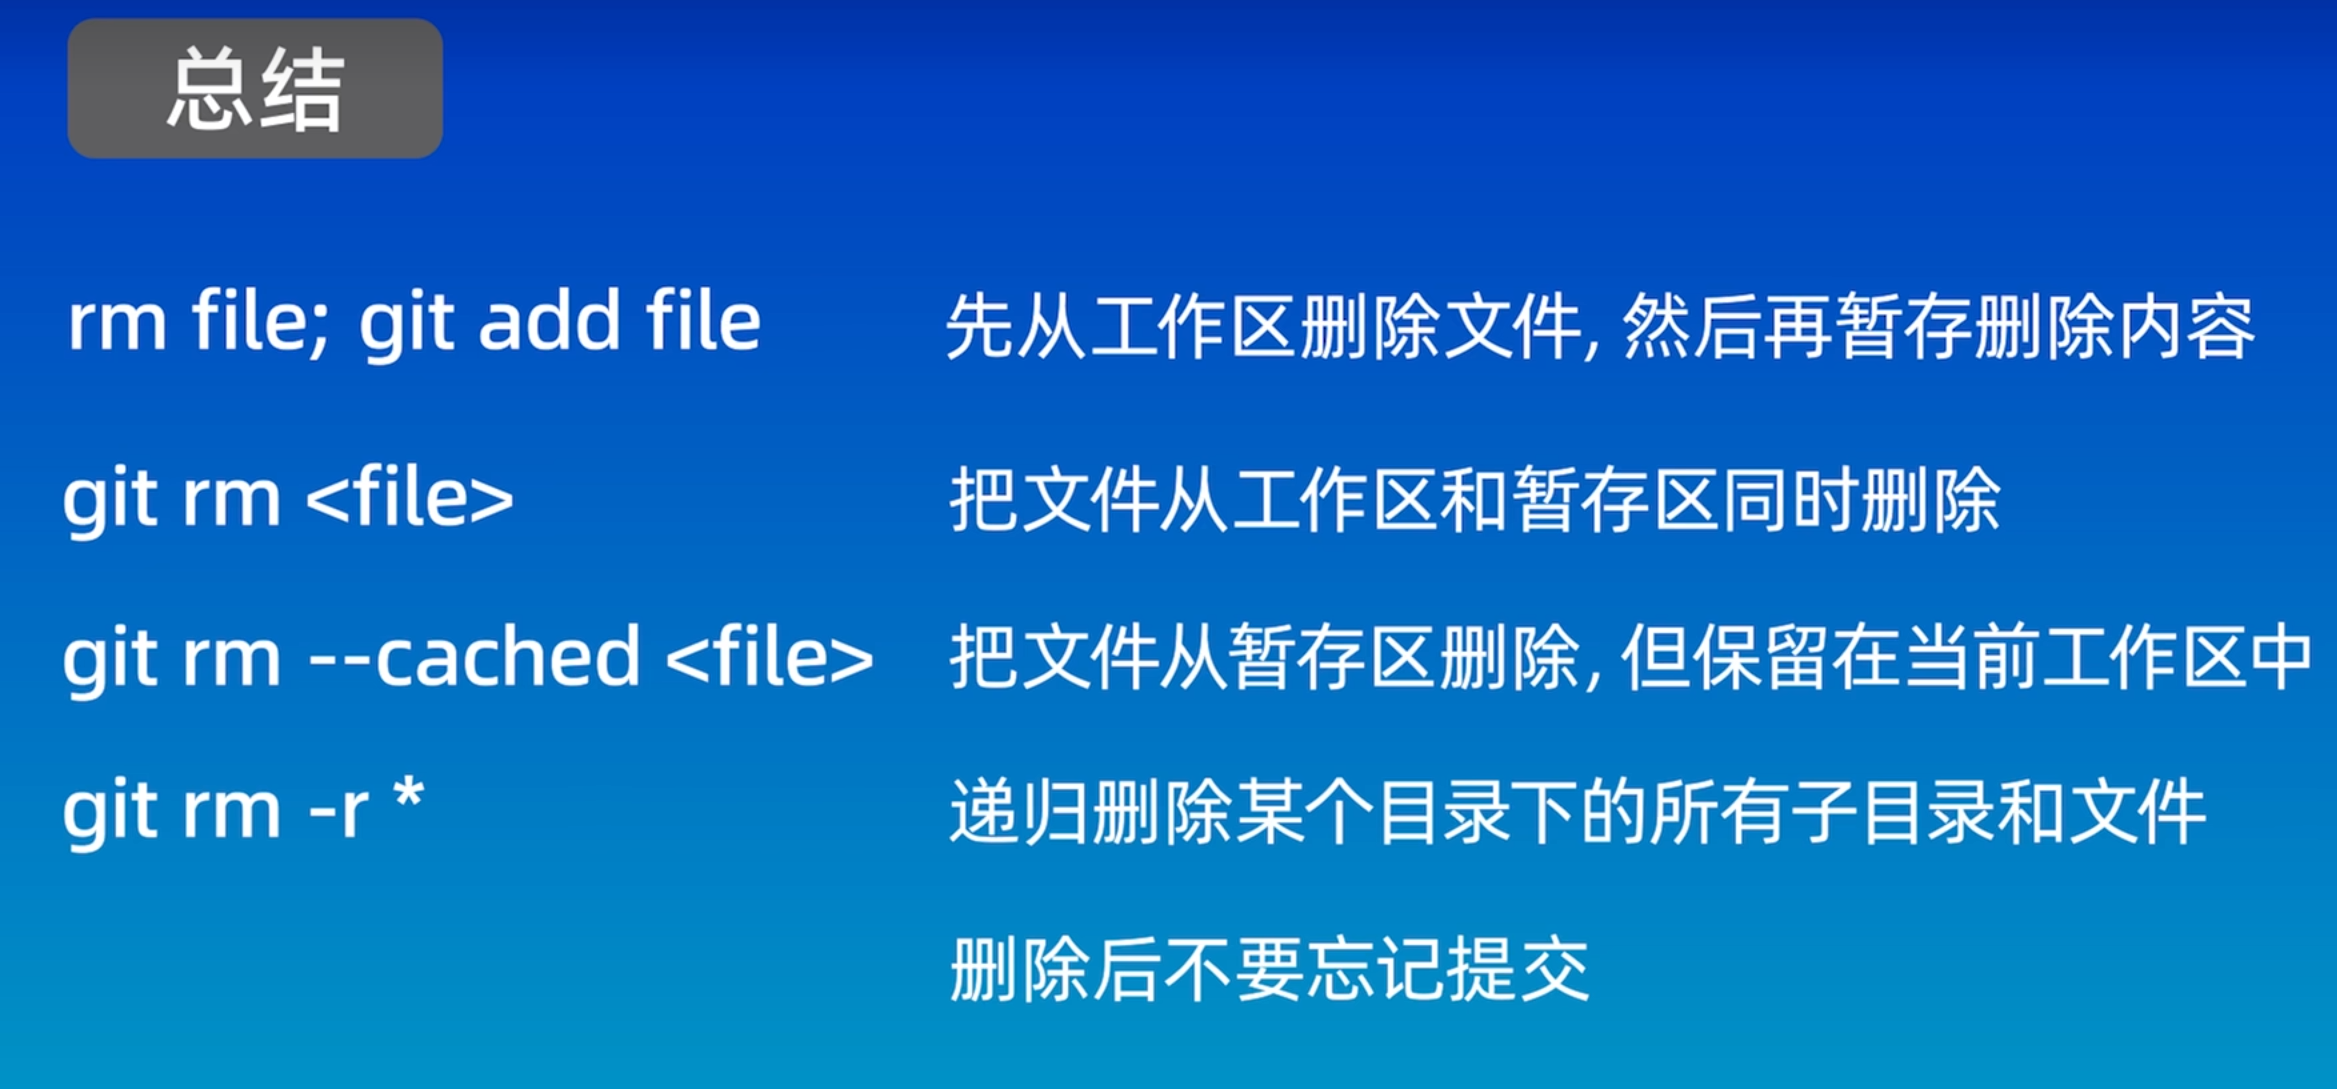 总结
rm file; git add file 先从工作区删除文件, 然后再暂存删除内容
git rm <file> 把文件从工作区和暂存区同时删除
git rm --cached <file> 把文件从暂存区删除, 但保留在当前工作区中
git rm -r * 递归删除某个目录下的所有子目录和文件
删除后不要忘记提交